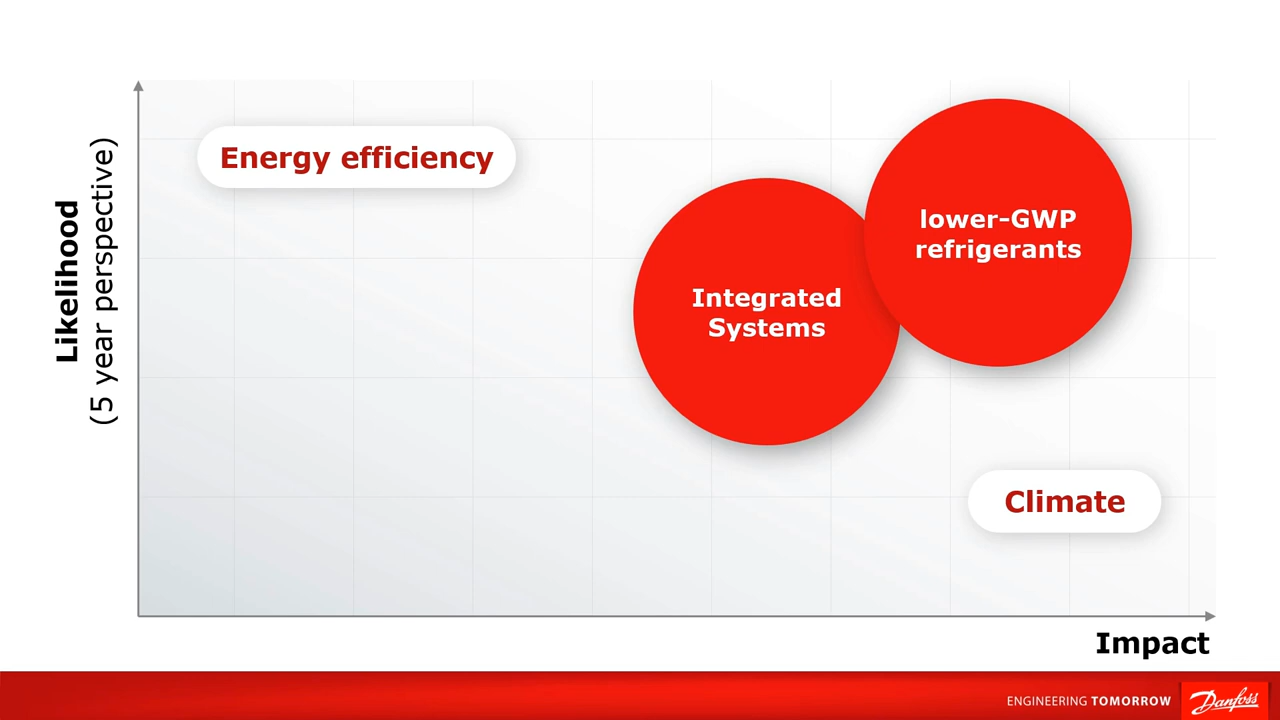 Energy efficiency
lower-GWP
refrigerants
Integrated
Systems
Likelihood
(5 year perspective)
Climate
Impact
ENGINEERING TOMORROW
Danfoss